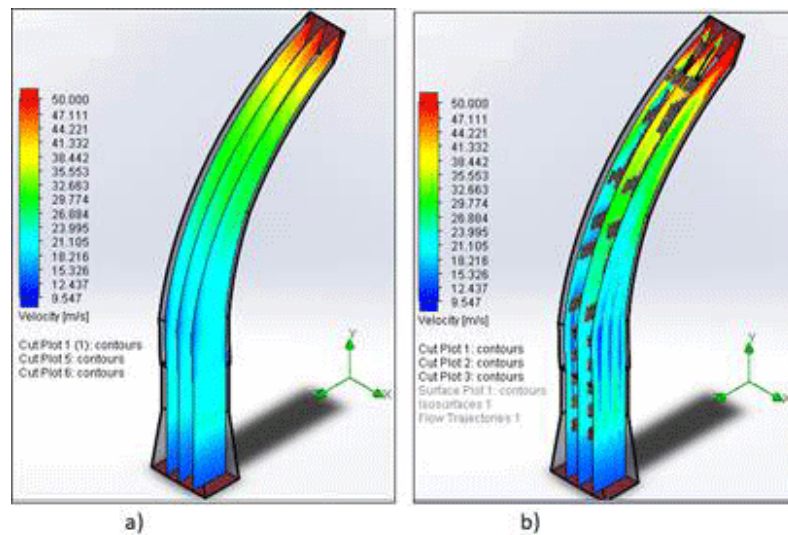 50.000
47.111
44.221
41.332
38.442
35.553
32.663
29.774
26.884
23.995
21.105
18.216
15.326
12.437
9.547
Velocity [m/s]
Cut Plot 1 (1): contours
Cut Plot 5: contours
Cut Plot 6: contours
Y
X
a)
50.000
47.111
44.221
41.332
38.442
35.553
32.663
29.774
26.884
23.995
21.105
18.216
15.326
12.437
9.547
Velocity [m/s]
Cut Plot 1: contours
Cut Plot 2: contours
Cut Plot 3: contours
Surface Plot 1: contours
Isosurfaces 1
Flow Trajectories 1
Y
X
b)